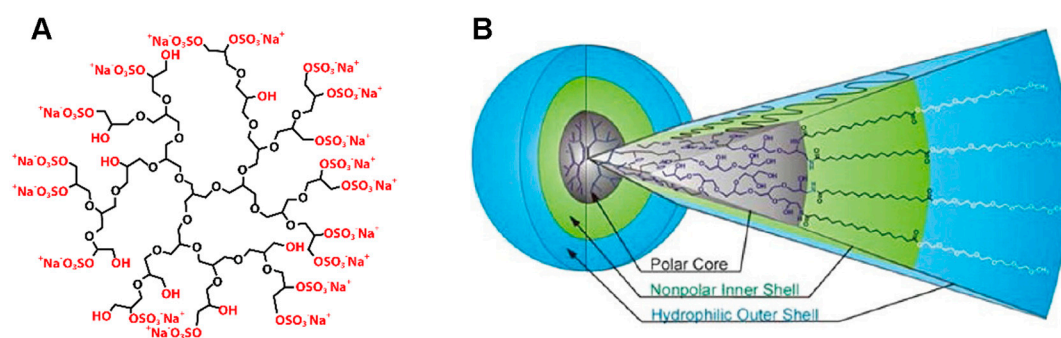 A
⁺Na⁻O₃SO
OSO₃⁻Na⁺
OH
OSO₃⁻Na⁺
⁺Na⁻O₃SO
OSO₃⁻Na⁺
OH
⁺Na⁻O₃SO
OSO₃⁻Na⁺
HO
OSO₃⁻Na⁺
⁺Na⁻O₃SO
HO
⁺Na⁻O₃SO
OSO₃⁻Na⁺
OSO₃⁻Na⁺
⁺Na⁻O₃SO
OH
OH
OSO₃⁻Na⁺
OSO₃⁻Na⁺
HO
OH
OSO₃⁻Na⁺
OSO₃⁻Na⁺
OH
⁺Na⁻O₃SO
B
Polar Core
Nonpolar Inner Shell
Hydrophilic Outer Shell